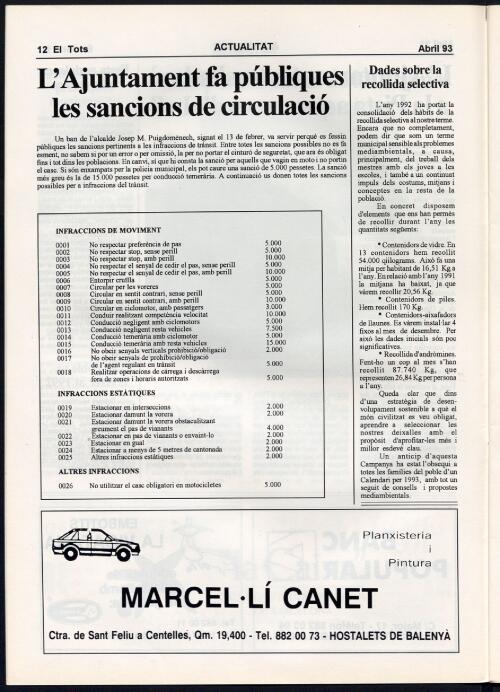 12 El Tots
ACTUALITAT
Abril 93
L'Ajuntament fa públiques
les sancions de circulació
Un ban de l'alcalde Josep M. Puigdomènech, signat el 13 de febrer, va servir perquè es fessin
públiques les sancions pertinents a les infraccions de trànsit. Entre totes les sancions possibles no es fa
esment, no sabem si per un error o per omissió, la per no portar el cinturó de seguretat, que ara és obligat
fins i tot dins les poblacions. En canvi, sí que hi consta la sanció per aquells que vagin en moto i no portin
el casc. Si són enxampats per la policia municipal, els pot caure una sanció de 5.000 pessetes. La sanció
més greu és la de 15.000 pessetes per conducció temerària. A continuació us donem totes les sancions
possibles per a infraccions del trànsit.
INFRACCIONS DE MOVIMENT
0001 No respectar preferència de pas 5.000
0002 No respectar stop, sense perill 5.000
0003 No respectar stop, amb perill 10.000
0004 No respectar el senyal de cedir el pas, sense perill 5.000
0005 No respectar el senyal de cedir el pas, amb perill 10.000
0006 Entorpir crutlla 5.000
0007 Circular per les voreres 5.000
0008 Circular en sentit contrari, sense perill 5.000
0009 Circular en sentit contrari, amb perill 10.000
0010 Circular en ciclomotor, amb passatgers 3.000
0011 Conduir realitzant competència velocitat 10.000
0012 Conducció negligent amb ciclomotors 5.000
0013 Conducció negligent resta vehicles 7.500
0014 Conducció temerària amb ciclomotors 5.000
0015 Conducció temerària amb resta vehicles 15.000
0016 No obeir senyals verticals prohibició/obligació 2.000
0017 No obeir senyals de prohibició/obligació
de l'agent regulant en trànsit 5.000
0018 Realitzar operacions de càrrega i descàrrega
fora de zones i horaris autoritzats 5.000
INFRACCIONS ESTÀTIQUES
0019 Estacionar en interseccions 2.000
0020 Estacionar damunt la vorera 2.000
0021 Estacionar damunt la vorera obstaculitzant
greument el pas de vianants 4.000
0022 Estacionar en pas de vianants o envaint-lo 2.000
0023 Estacionar en gual 2.000
0024 Estacionar a menys de 5 metres de cantonada 2.000
0025 Altres infraccions estàtiques 2.000
ALTRES INFRACCIONS
0026 No utilitzar el casc obligatori en motocicletes 5.000
Dades sobre la
recollida selectiva
L'any 1992 ha portat la
consolidació dels hàbits de la
recollida selectiva al nostre terme.
Encara que no completament,
podem dir que som un terme
municipal sensible als problemes
mediambientals, a causa,
principalment, del treball dels
mestres amb els joves a les
escoles, i també a un continuat
impuls dels costums, mitjans i
conceptes en la resta de la
població.
En concret disposem
d'elements que ens han permès
de recollir durant l'any les
quantitats següents:
* Contenidors de vidre. En
13 contenidors hem recollit
54.000 quilograms. Això fa una
mitja per habitant de 16,51 Kg a
l'any. En relació amb l'any 1991
la mitjana ha baixat, ja que
vàrem recollir 20,56 Kg.
* Contenidors de piles.
Hem recollit 170 Kg.
* Contenidors-aixafadors
de llaunes. Es vàrem instal.lar 4
fixos al mes de desembre. Per
això les dades inicials són poc
significatives.
* Recollida d'andròmines.
Fent-ho un cop al mes s'han
recollit 87.740 Kg, que
representen 26,84 Kg per persona
a l'any.
Queda clar que dins
d'una estratègia de desen-
volupament sostenible a què el
món civilitzat es veu obligat,
aprendre a seleccionar les
nostres deixalles amb el
propòsit d'aprofitar-les més i
millor esdevé clau.
Un anticip d'aquesta
Campanya ha estat l'obsequi a
totes les famílies del poble d'un
Calendari per 1993, amb tot un
seguit de consells i propostes
mediambientals.
Planxisteria
i
Pintura
MARCEL·LÍ CANET
Ctra. de Sant Feliu a Centelles, Qm. 19,400 - Tel. 882 00 73 - HOSTALETS DE BALENYÀ